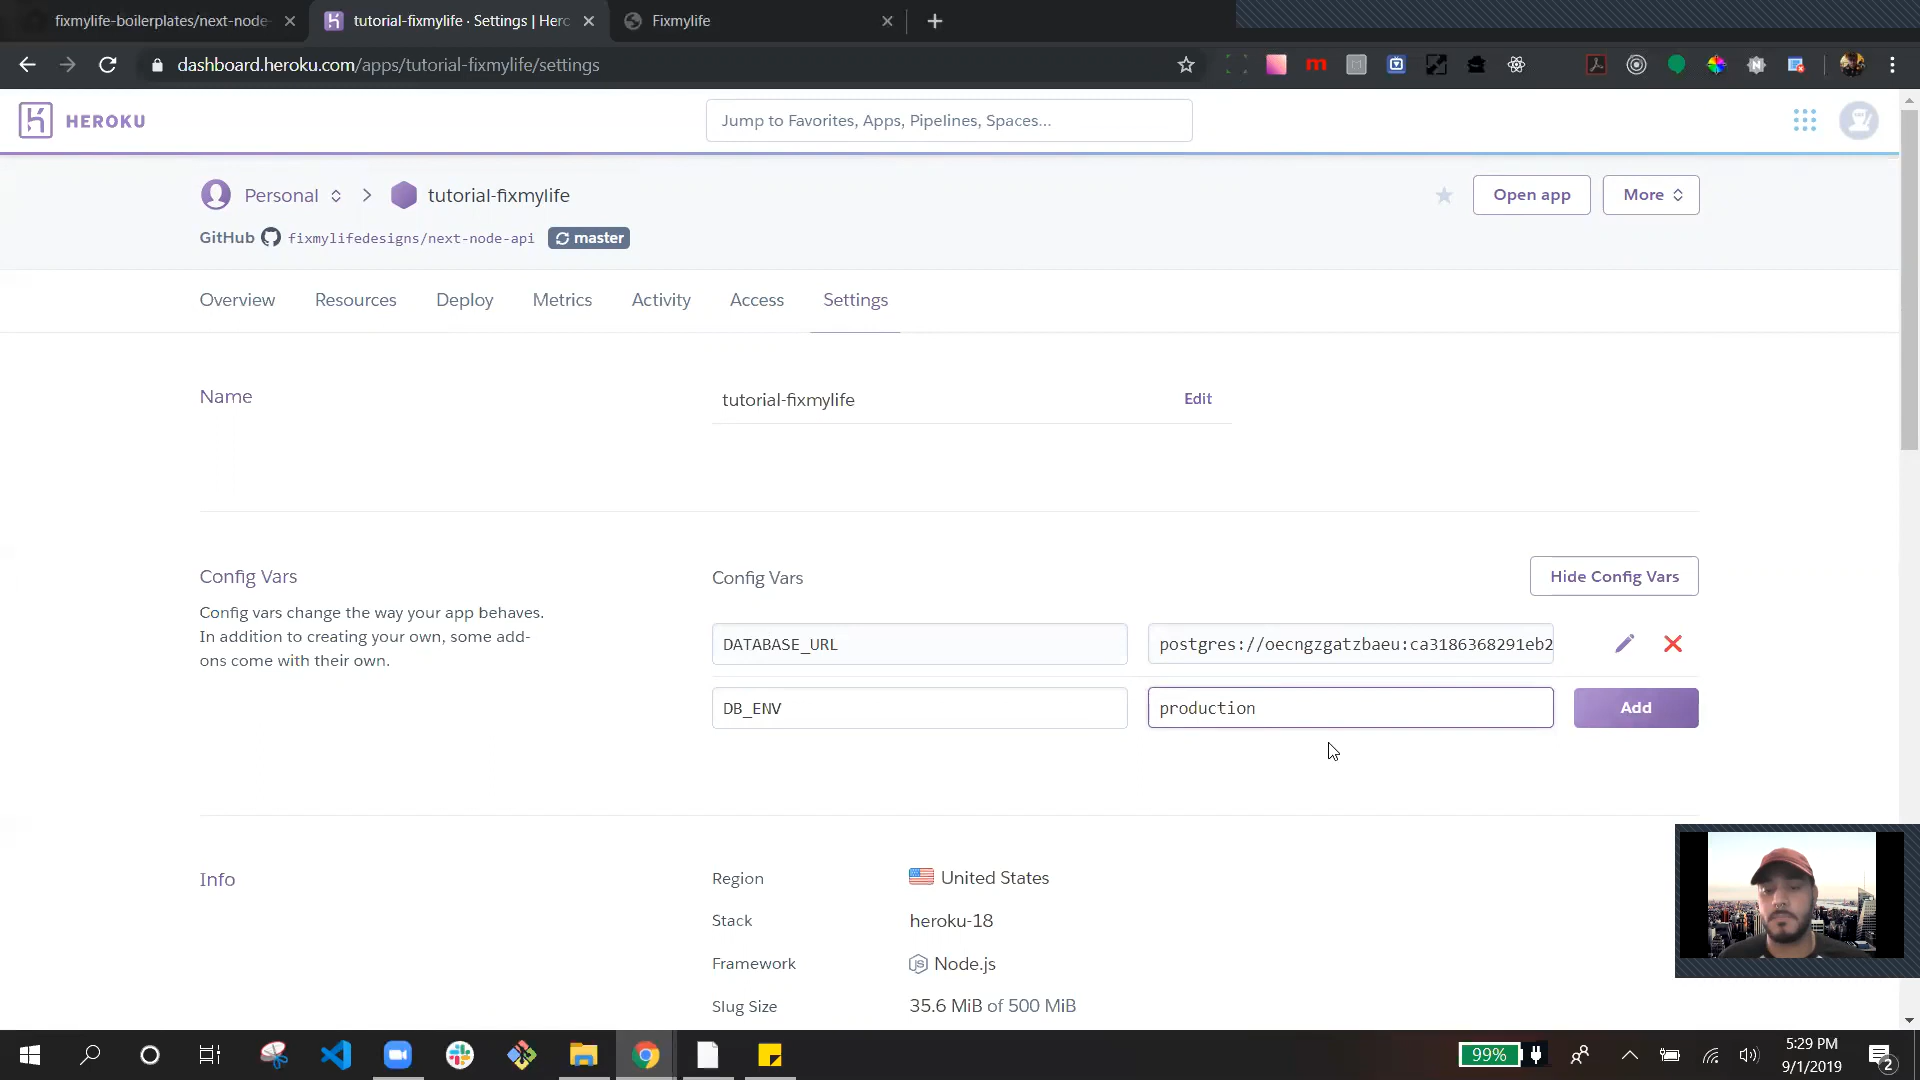 fixmylife-boilerplates/next-node-
tutorial-fixmylife · Settings | Hero
Fixmylife
dashboard.heroku.com/apps/tutorial-fixmylife/settings
HEROKU
Jump to Favorites, Apps, Pipelines, Spaces...
Personal
tutorial-fixmylife
Open app
More
GitHub
fixmylifedesigns/next-node-api
master
Overview
Resources
Deploy
Metrics
Activity
Access
Settings
Name
tutorial-fixmylife
Edit
Config Vars
Config vars change the way your app behaves.
In addition to creating your own, some add-
ons come with their own.
Config Vars
Hide Config Vars
DATABASE_URL
postgres://oecngzgatzbaeu:ca3186368291eb2
DB_ENV
production
Add
Info
Region
United States
Stack
heroku-18
Framework
Node.js
Slug Size
35.6 MiB of 500 MiB
99%
5:29 PM
9/1/2019
2